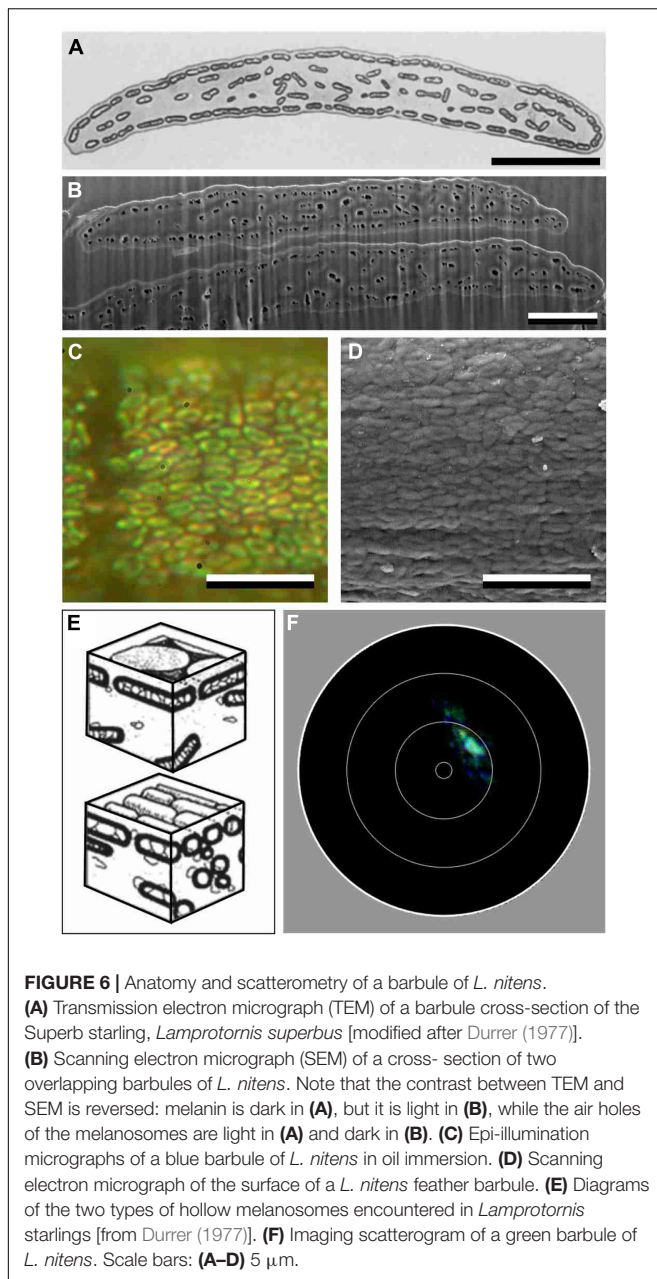 A
B
C
D
E
F
FIGURE 6 | Anatomy and scatterometry of a barbule of L. nitens.
(A) Transmission electron micrograph (TEM) of a barbule cross-section of the
Superb starling, Lamprotornis superbus [modified after Durrer (1977)].
(B) Scanning electron micrograph (SEM) of a cross- section of two
overlapping barbules of L. nitens. Note that the contrast between TEM and
SEM is reversed: melanin is dark in (A), but it is light in (B), while the air holes
of the melanosomes are light in (A) and dark in (B). (C) Epi-illumination
micrographs of a blue barbule of L. nitens in oil immersion. (D) Scanning
electron micrograph of the surface of a L. nitens feather barbule. (E) Diagrams
of the two types of hollow melanosomes encountered in Lamprotornis
starlings [from Durrer (1977)]. (F) Imaging scatterogram of a green barbule of
L. nitens. Scale bars: (A–D) 5 μm.